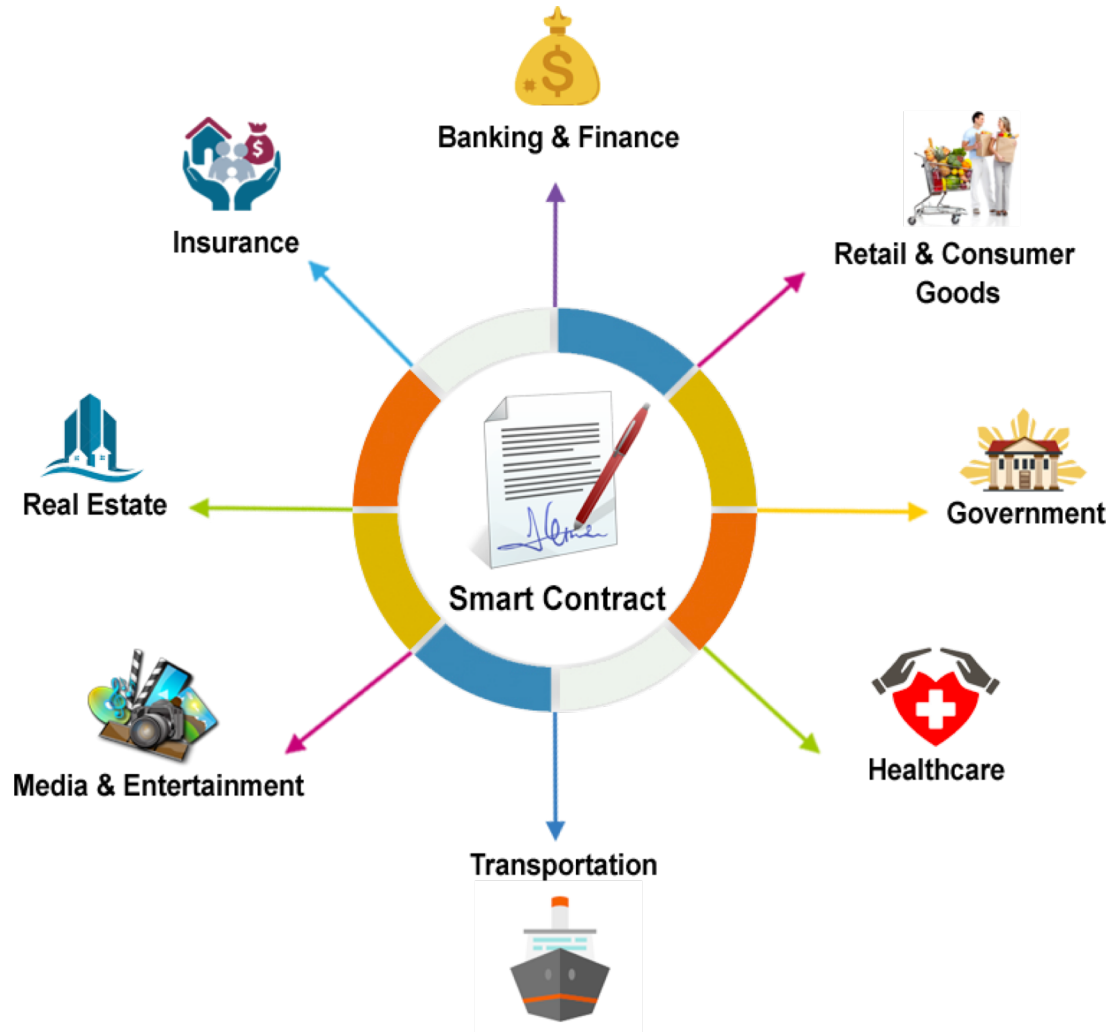 $
Banking & Finance
$
Insurance
Retail & Consumer
Goods
Real Estate
Government
Smart Contract
Media & Entertainment
Healthcare
Transportation